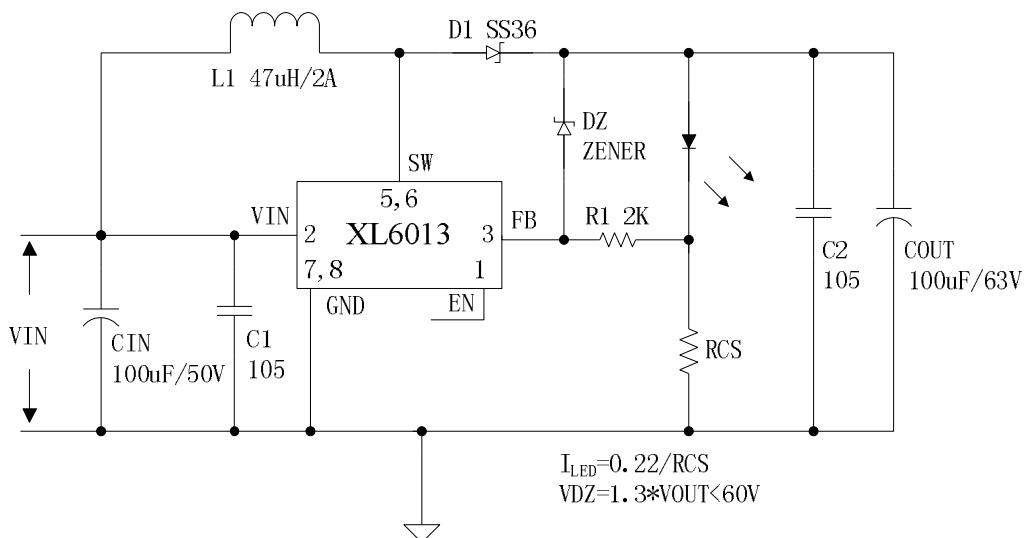 D1 SS36
L1 47uH/2A
DZ
ZENER
SW
5,6
VIN
2
XL6013
3
FB
R1 2K
7,8
1
GND
EN
C2
105
COUT
100uF/63V
VIN
CIN
100uF/50V
C1
105
RCS
ILED=0.22/RCS
VDZ=1.3*VOUT<60V